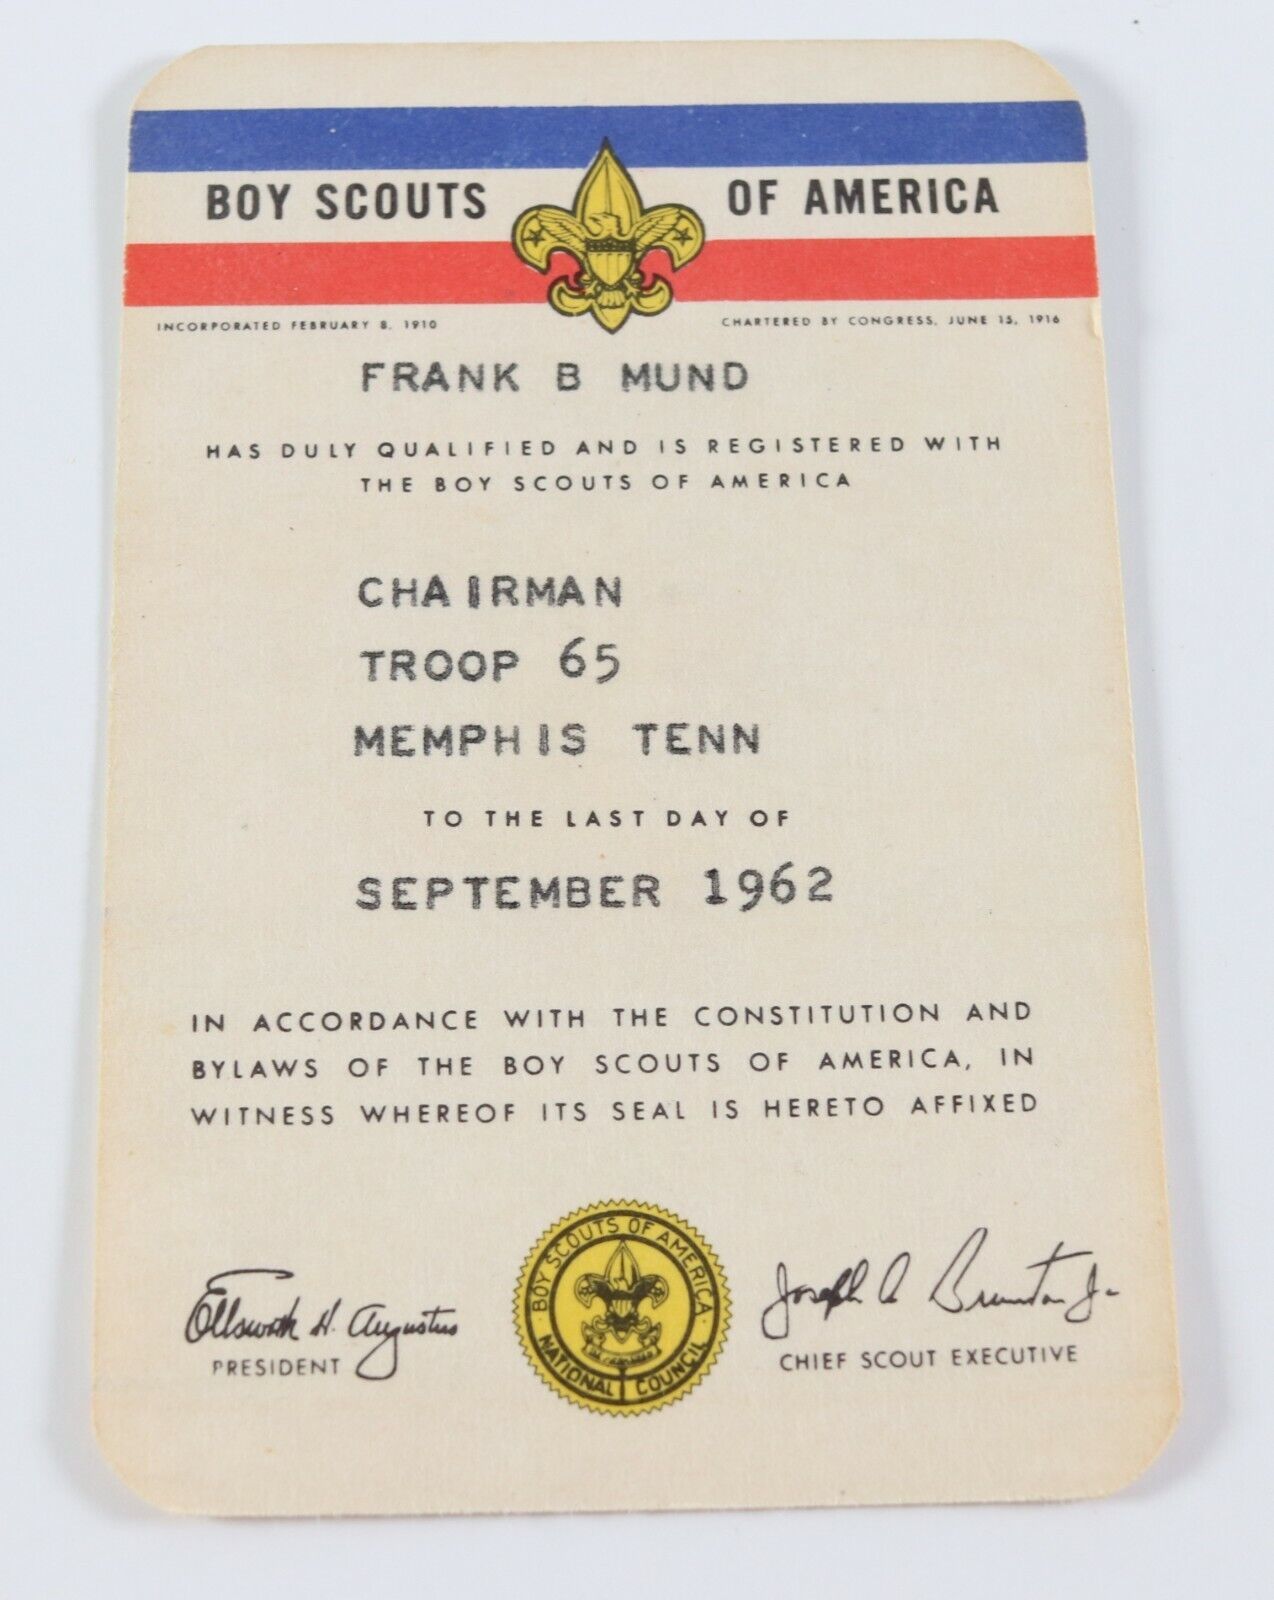 BOY SCOUTS OF AMERICA
INCORPORATED FEBRUARY 8, 1910 CHARTERED BY CONGRESS, JUNE 15, 1916
FRANK B MUND
HAS DULY QUALIFIED AND IS REGISTERED WITH
THE BOY SCOUTS OF AMERICA
CHAIRMAN
TROOP 65
MEMPHIS TENN
TO THE LAST DAY OF
SEPTEMBER 1962
IN ACCORDANCE WITH THE CONSTITUTION AND
BYLAWS OF THE BOY SCOUTS OF AMERICA, IN
WITNESS WHEREOF ITS SEAL IS HERETO AFFIXED
Ellsworth H. Augustus
PRESIDENT
BOY SCOUTS OF AMERICA
NATIONAL COUNCIL
Joseph A Brunton Jr
CHIEF SCOUT EXECUTIVE